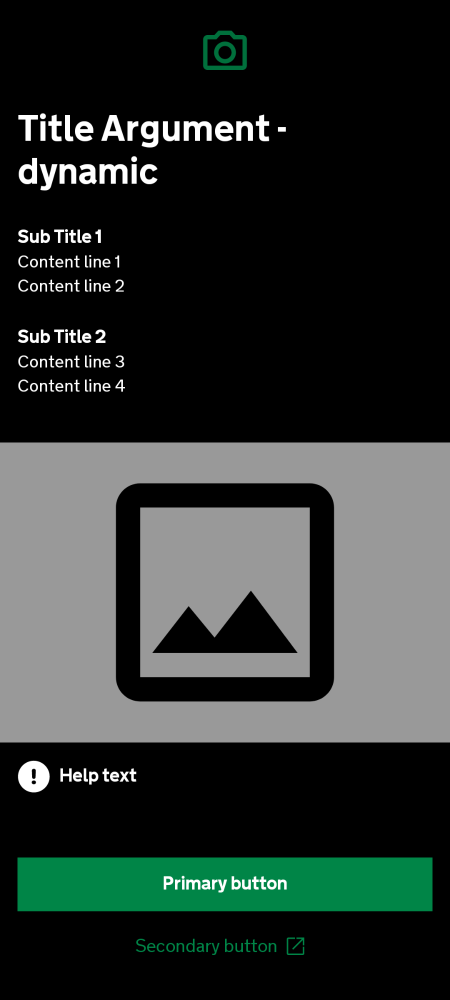 Title Argument -
dynamic
Sub Title 1
Content line 1
Content line 2
Sub Title 2
Content line 3
Content line 4
Help text
Primary button
Secondary button